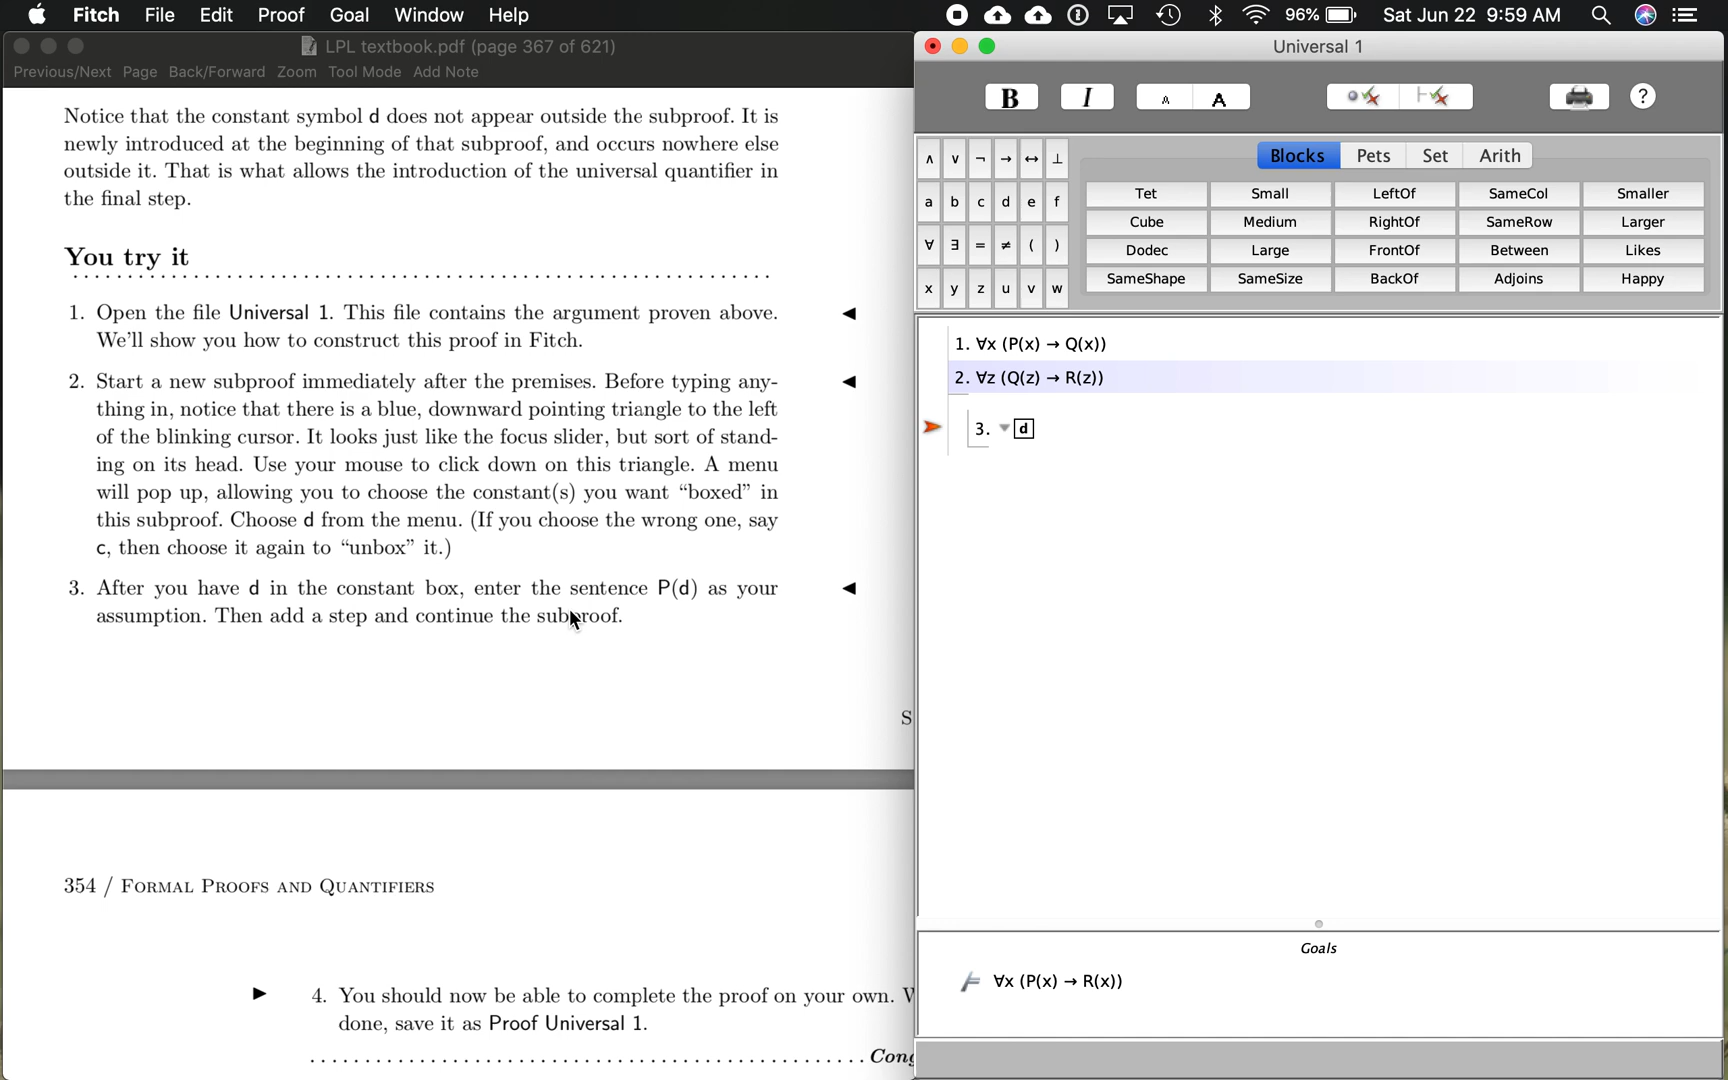 Fitch File Edit Proof Goal Window Help
96% Sat Jun 22 9:59 AM
LPL textbook.pdf (page 367 of 621)
Previous/Next Page Back/Forward Zoom Tool Mode Add Note
Notice that the constant symbol d does not appear outside the subproof. It is
newly introduced at the beginning of that subproof, and occurs nowhere else
outside it. That is what allows the introduction of the universal quantifier in
the final step.
You try it
1. Open the file Universal 1. This file contains the argument proven above.
We'll show you how to construct this proof in Fitch.
2. Start a new subproof immediately after the premises. Before typing any-
thing in, notice that there is a blue, downward pointing triangle to the left
of the blinking cursor. It looks just like the focus slider, but sort of stand-
ing on its head. Use your mouse to click down on this triangle. A menu
will pop up, allowing you to choose the constant(s) you want “boxed” in
this subproof. Choose d from the menu. (If you choose the wrong one, say
c, then choose it again to “unbox” it.)
3. After you have d in the constant box, enter the sentence P(d) as your
assumption. Then add a step and continue the subproof.
S
354 / Formal Proofs and Quantifiers
4. You should now be able to complete the proof on your own. W
done, save it as Proof Universal 1.
Cong
Universal 1
B I A A ?
∧ ∨ ¬ → ↔ ⊥
a b c d e f
∀ ∃ = ≠ ( )
x y z u v w
Blocks Pets Set Arith
Tet Small LeftOf SameCol Smaller
Cube Medium RightOf SameRow Larger
Dodec Large FrontOf Between Likes
SameShape SameSize BackOf Adjoins Happy
1. ∀x (P(x) → Q(x))
2. ∀z (Q(z) → R(z))
3. d
Goals
∀x (P(x) → R(x))